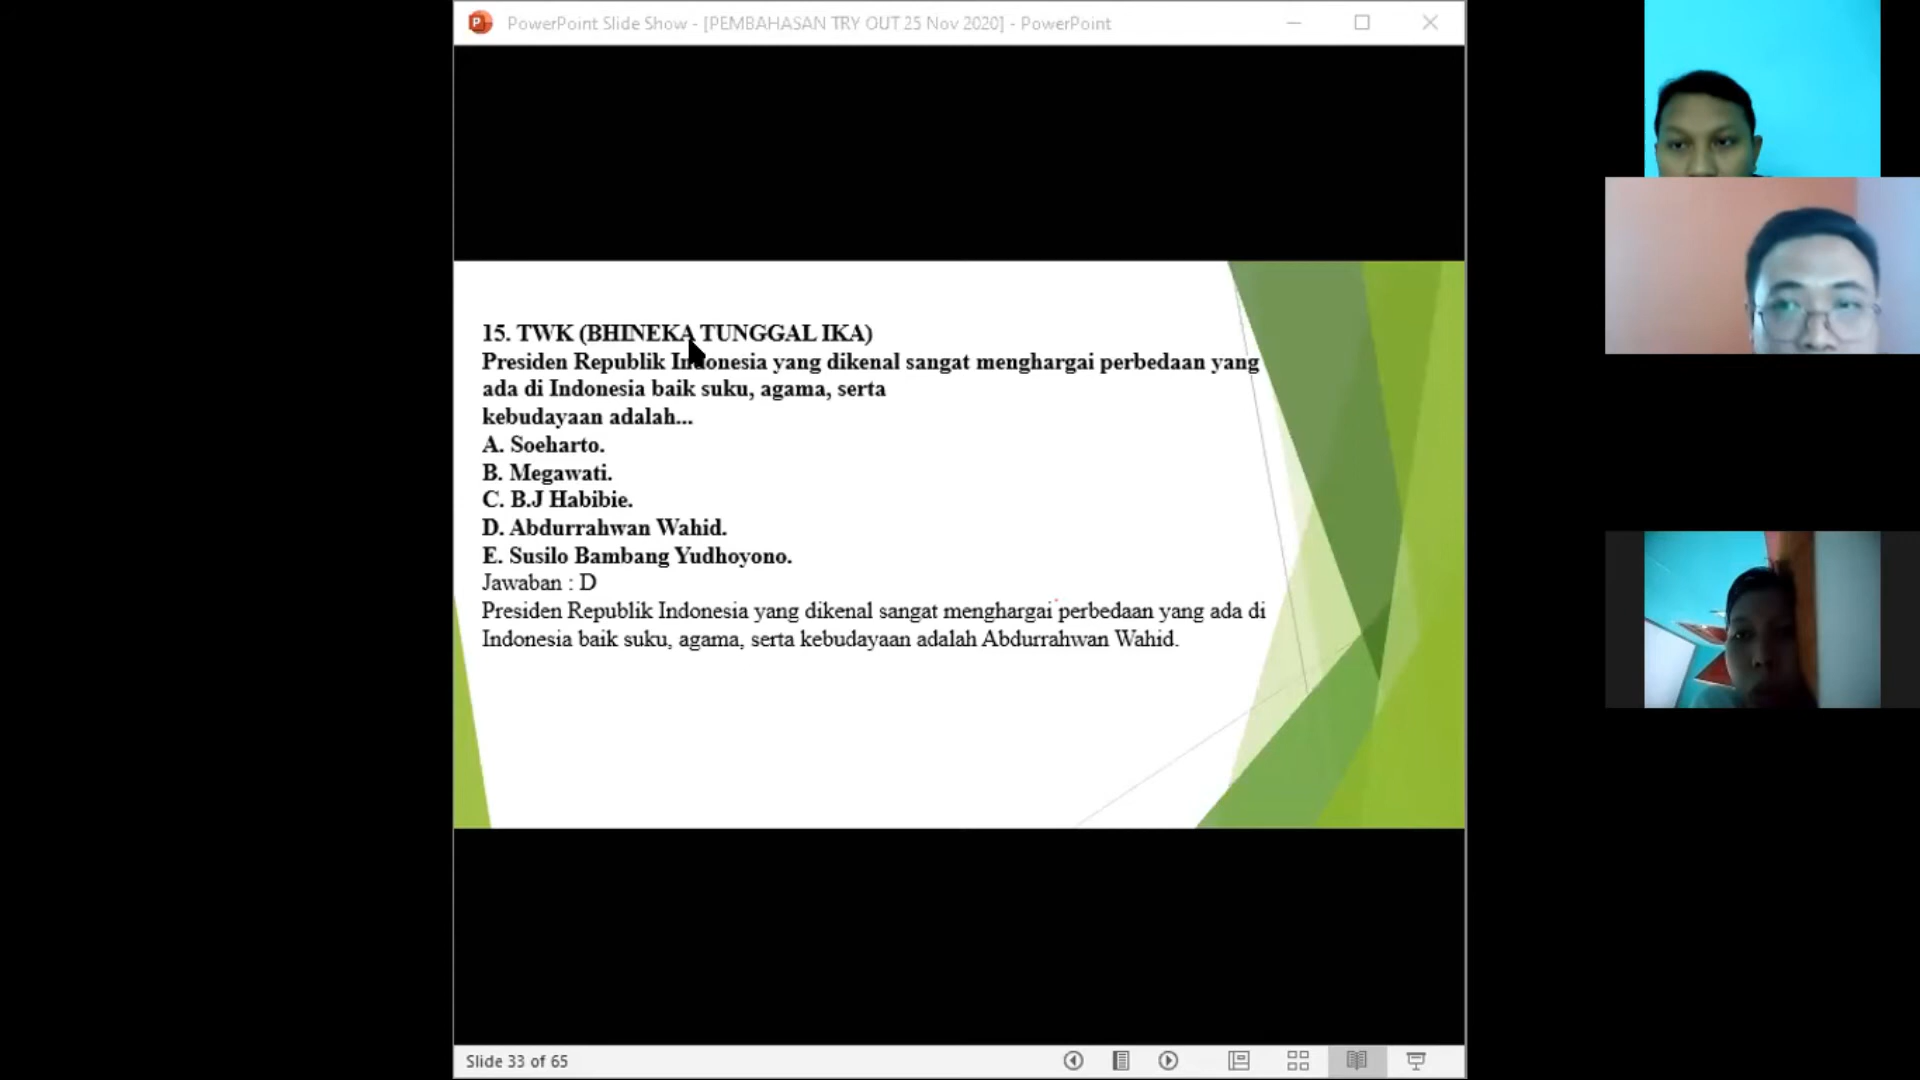 PowerPoint Slide Show - [PEMBAHASAN TRY OUT 25 Nov 2020] - PowerPoint
15. TWK (BHINEKA TUNGGAL IKA)
Presiden Republik Indonesia yang dikenal sangat menghargai perbedaan yang
ada di Indonesia baik suku, agama, serta
kebudayaan adalah...
A. Soeharto.
B. Megawati.
C. B.J Habibie.
D. Abdurrahwan Wahid.
E. Susilo Bambang Yudhoyono.
Jawaban : D
Presiden Republik Indonesia yang dikenal sangat menghargai perbedaan yang ada di
Indonesia baik suku, agama, serta kebudayaan adalah Abdurrahwan Wahid.
Slide 33 of 65